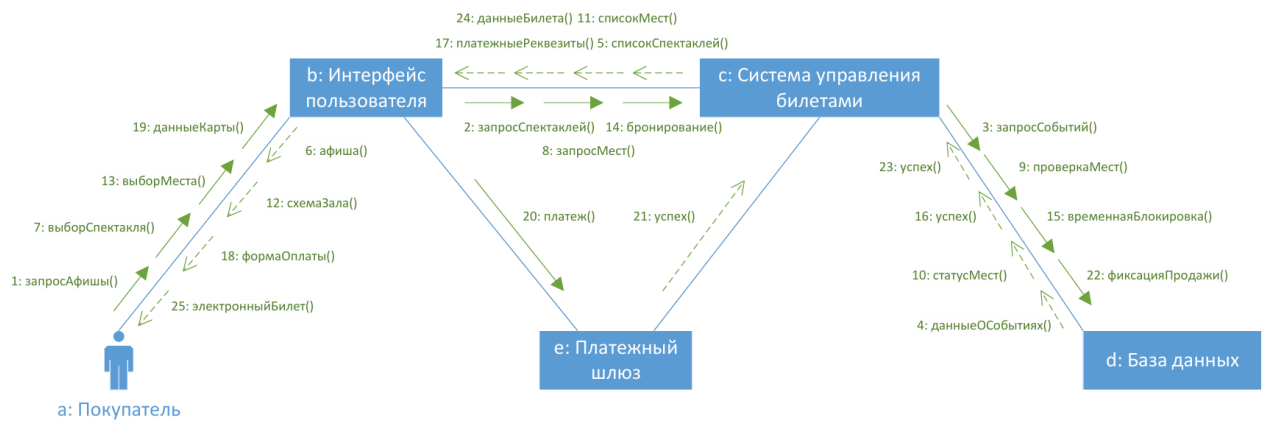 24: данныеБилета() 11: списокМест()
17: платежныеРеквезиты() 5: списокСпектаклей()
b: Интерфейс
пользователя
c: Система управления
билетами
19: данныеКарты()
6: афиша()
2: запросСпектаклей() 14: бронирование()
8: запросМест()
3: запросСобытий()
23: успех()
9: проверкаМест()
13: выборМеста()
12: схемаЗала()
20: платеж()
21: успех()
16: успех()
15: временнаяБлокировка()
7: выборСпектакля()
18: формаОплаты()
10: статусМест()
22: фиксацияПродажи()
1: запросАфишы()
25: электронныйБилет()
4: данныеОСобытиях()
e: Платежный
шлюз
d: База данных
a: Покупатель